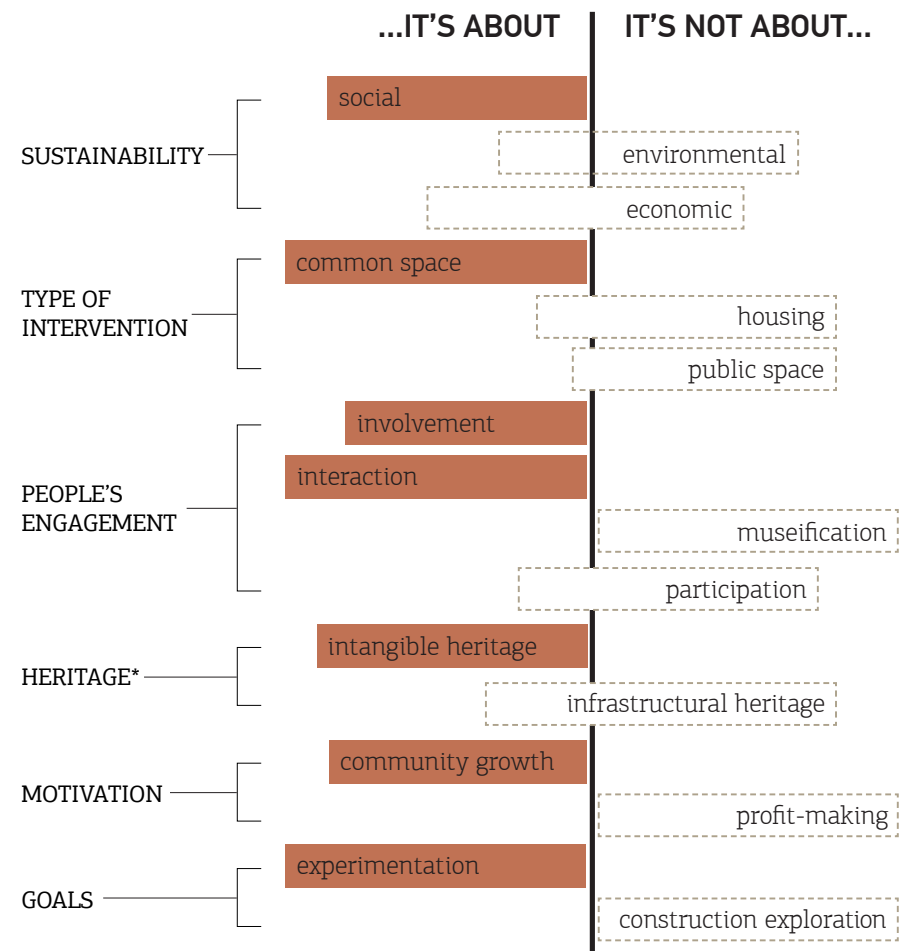 ...IT'S ABOUT
IT'S NOT ABOUT...
SUSTAINABILITY
social
environmental
economic
TYPE OF
INTERVENTION
common space
housing
public space
PEOPLE'S
ENGAGEMENT
involvement
interaction
museification
participation
HERITAGE*
intangible heritage
infrastructural heritage
MOTIVATION
community growth
profit-making
GOALS
experimentation
construction exploration